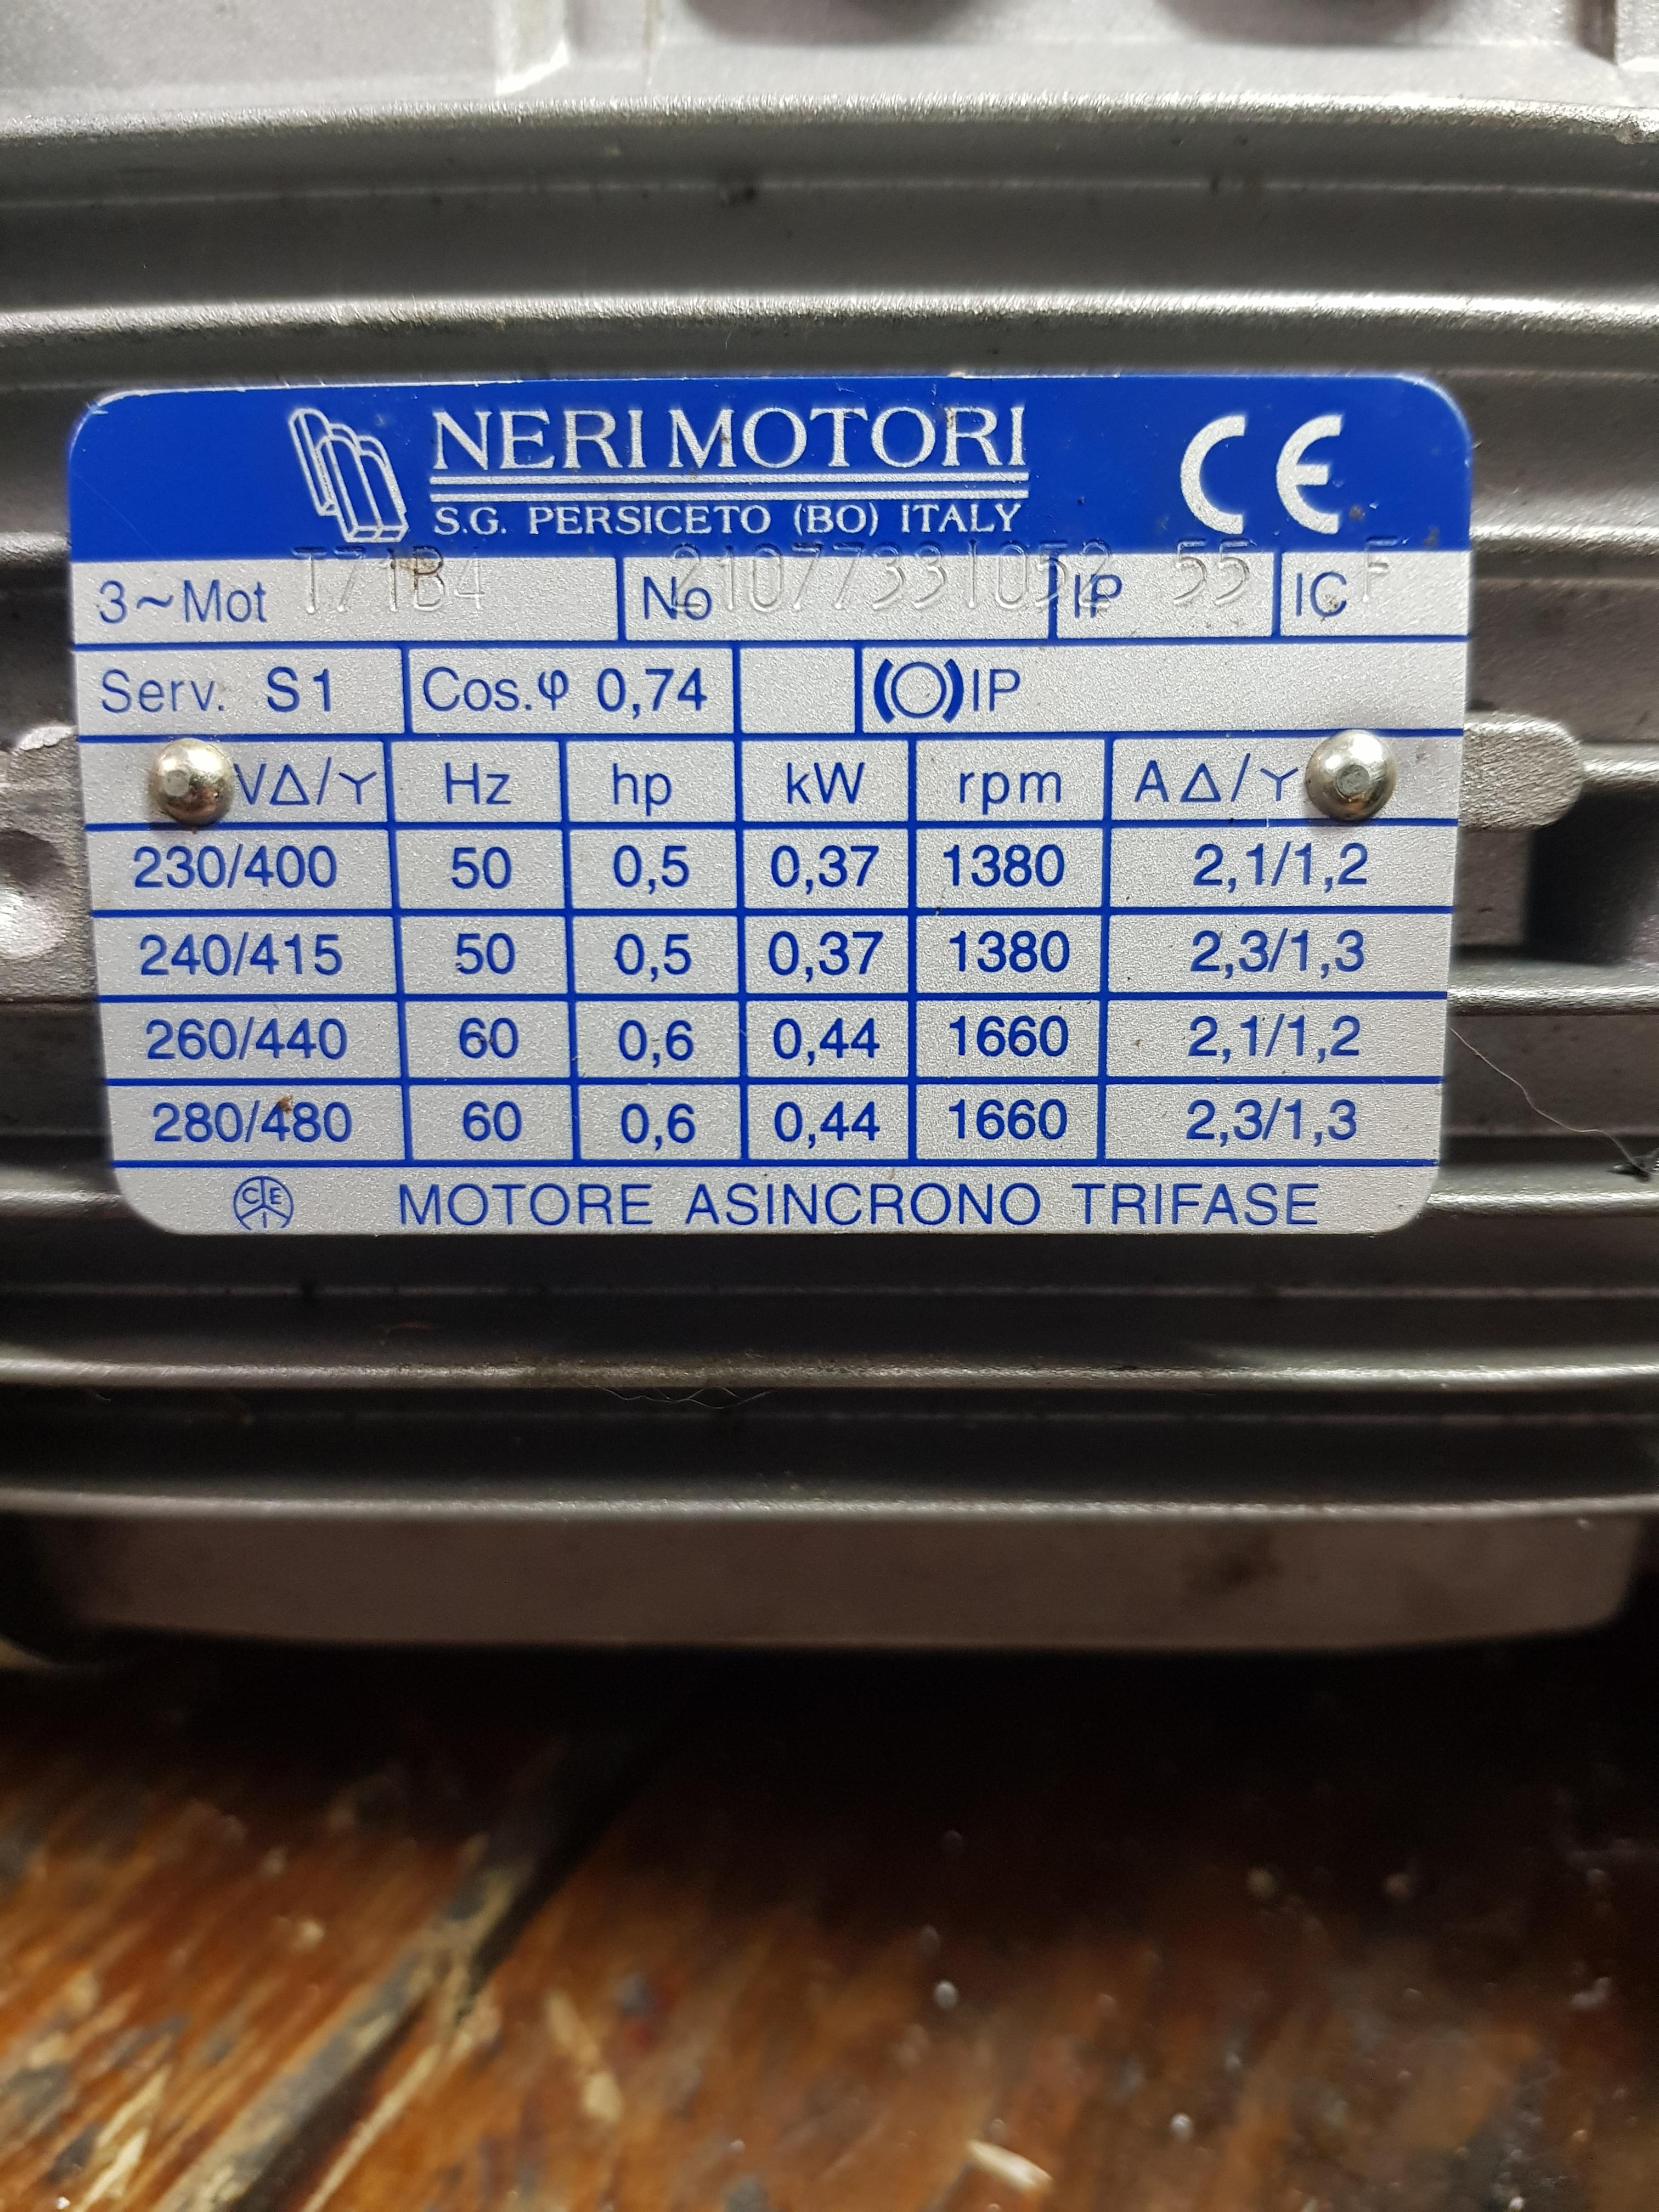 NERI MOTORI
S.G. PERSICETO (BO) ITALY
CE
3~Mot T71B4 No 21077331052 IP 55 IC F
Serv. S1 Cos.φ 0,74 IP
VΔ/Y Hz hp kW rpm A Δ/Y
230/400 50 0,5 0,37 1380 2,1/1,2
240/415 50 0,5 0,37 1380 2,3/1,3
260/440 60 0,6 0,44 1660 2,1/1,2
280/480 60 0,6 0,44 1660 2,3/1,3
CEI MOTORE ASINCRONO TRIFASE